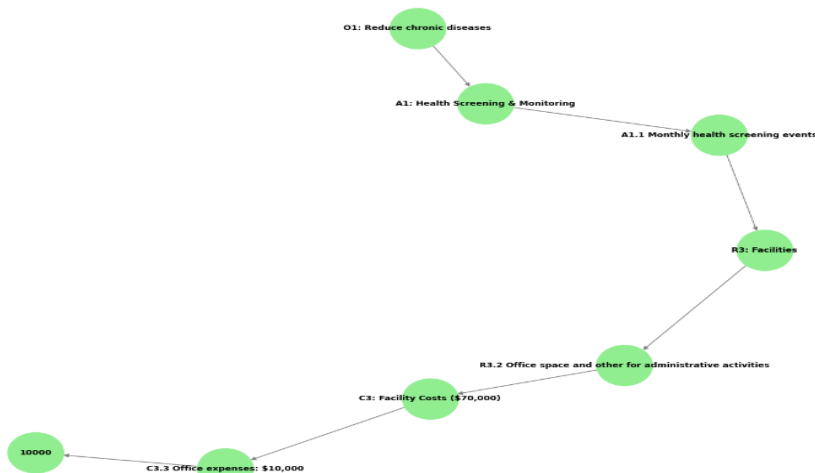 O1: Reduce chronic diseases
A1: Health Screening & Monitoring
A1.1 Monthly health screening events
R3: Facilities
R3.2 Office space and other for administrative activities
C3: Facility Costs ($70,000)
C3.3 Office expenses: $10,000
10000